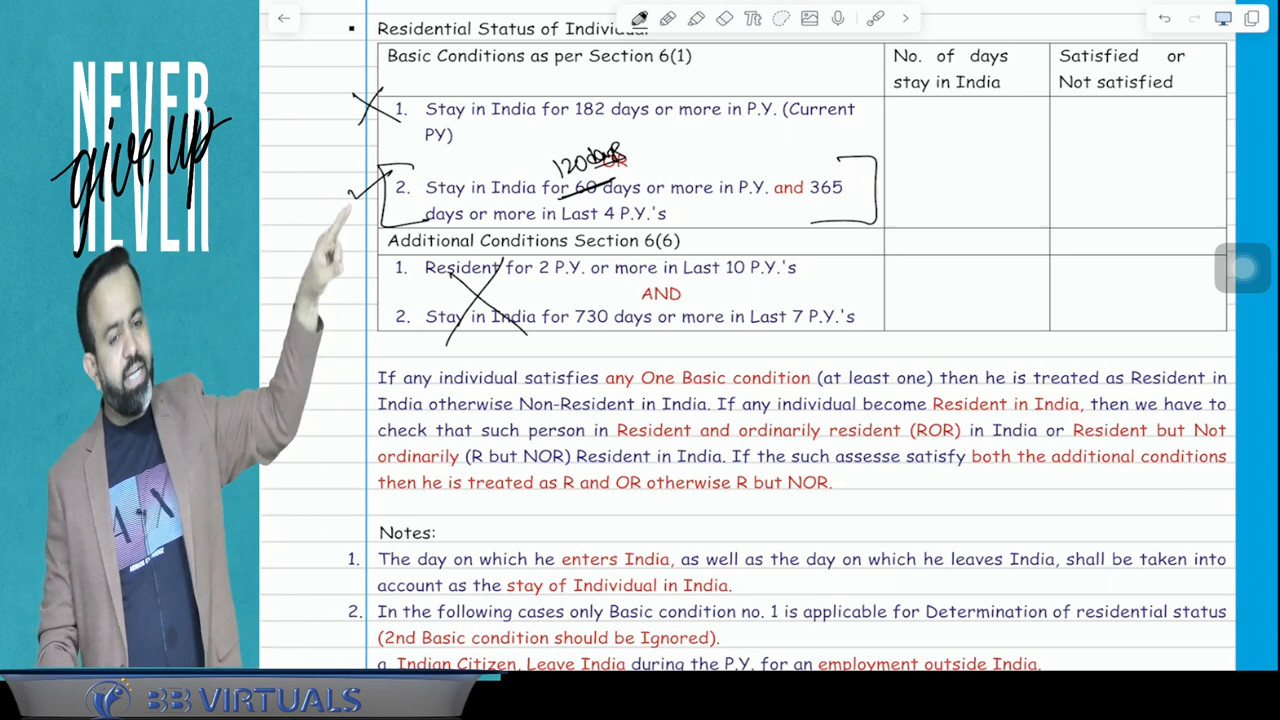 NEVER
give up
NEVER
▪ Residential Status of Individual
Basic Conditions as per Section 6(1)
No. of days stay in India
Satisfied or Not satisfied
1. Stay in India for 182 days or more in P.Y. (Current
PY)
120 days
OR
2. Stay in India for 60 days or more in P.Y. and 365
days or more in Last 4 P.Y.'s
Additional Conditions Section 6(6)
1. Resident for 2 P.Y. or more in Last 10 P.Y.'s
AND
2. Stay in India for 730 days or more in Last 7 P.Y.'s
If any individual satisfies any One Basic condition (at least one) then he is treated as Resident in
India otherwise Non-Resident in India. If any individual become Resident in India, then we have to
check that such person in Resident and ordinarily resident (ROR) in India or Resident but Not
ordinarily (R but NOR) Resident in India. If the such assesse satisfy both the additional conditions
then he is treated as R and OR otherwise R but NOR.
Notes:
1. The day on which he enters India, as well as the day on which he leaves India, shall be taken into
account as the stay of Individual in India.
2. In the following cases only Basic condition no. 1 is applicable for Determination of residential status
(2nd Basic condition should be Ignored).
a. Indian Citizen, Leave India during the P.Y. for an employment outside India.
A|X
BB VIRTUALS